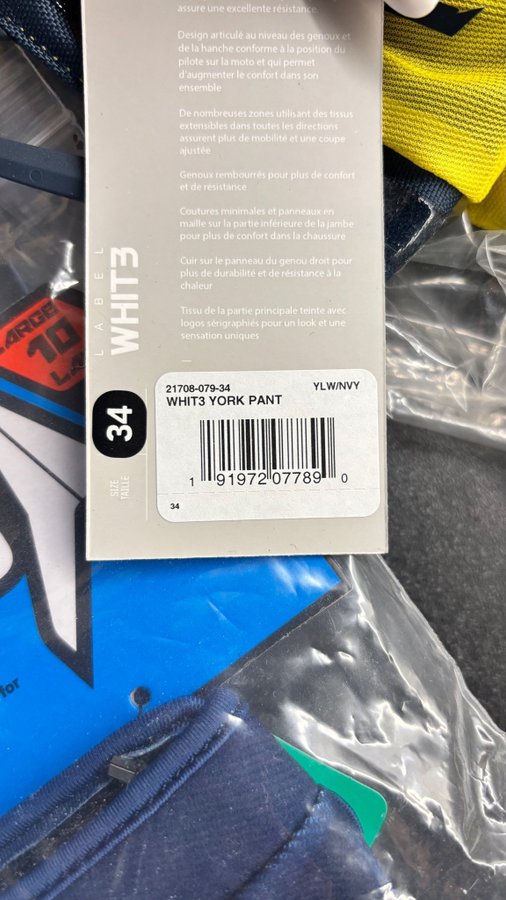 assure une excellente résistance.
Design articulé au niveau des genoux et
de la hanche conforme à la position du
pilote sur la moto et qui permet
d'augmenter le confort dans son
ensemble
De nombreuses zones utilisant des tissus
extensibles dans toutes les directions
assurent plus de mobilité et une coupe
ajustée
Genoux rembourrés pour plus de confort
et de résistance
Coutures minimales et panneaux en
maille sur la partie inférieure de la jambe
pour plus de confort dans la chaussure
Cuir sur le panneau du genou droit pour
plus de durabilité et de résistance à la
chaleur
Tissu de la partie principale teinte avec
logos sérigraphiés pour un look et une
sensation uniques
LABEL
WHIT3
LARGE
10
34
SIZE
TAILLE
21708-079-34 YLW/NVY
WHIT3 YORK PANT
1 91972 07789 0
34
for